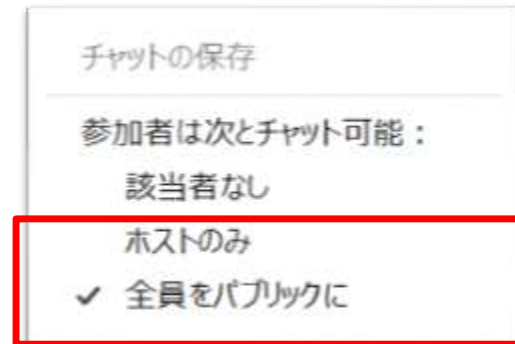 チャットの保存
参加者は次とチャット可能：
該当者なし
ホストのみ
✓ 全員をパブリックに